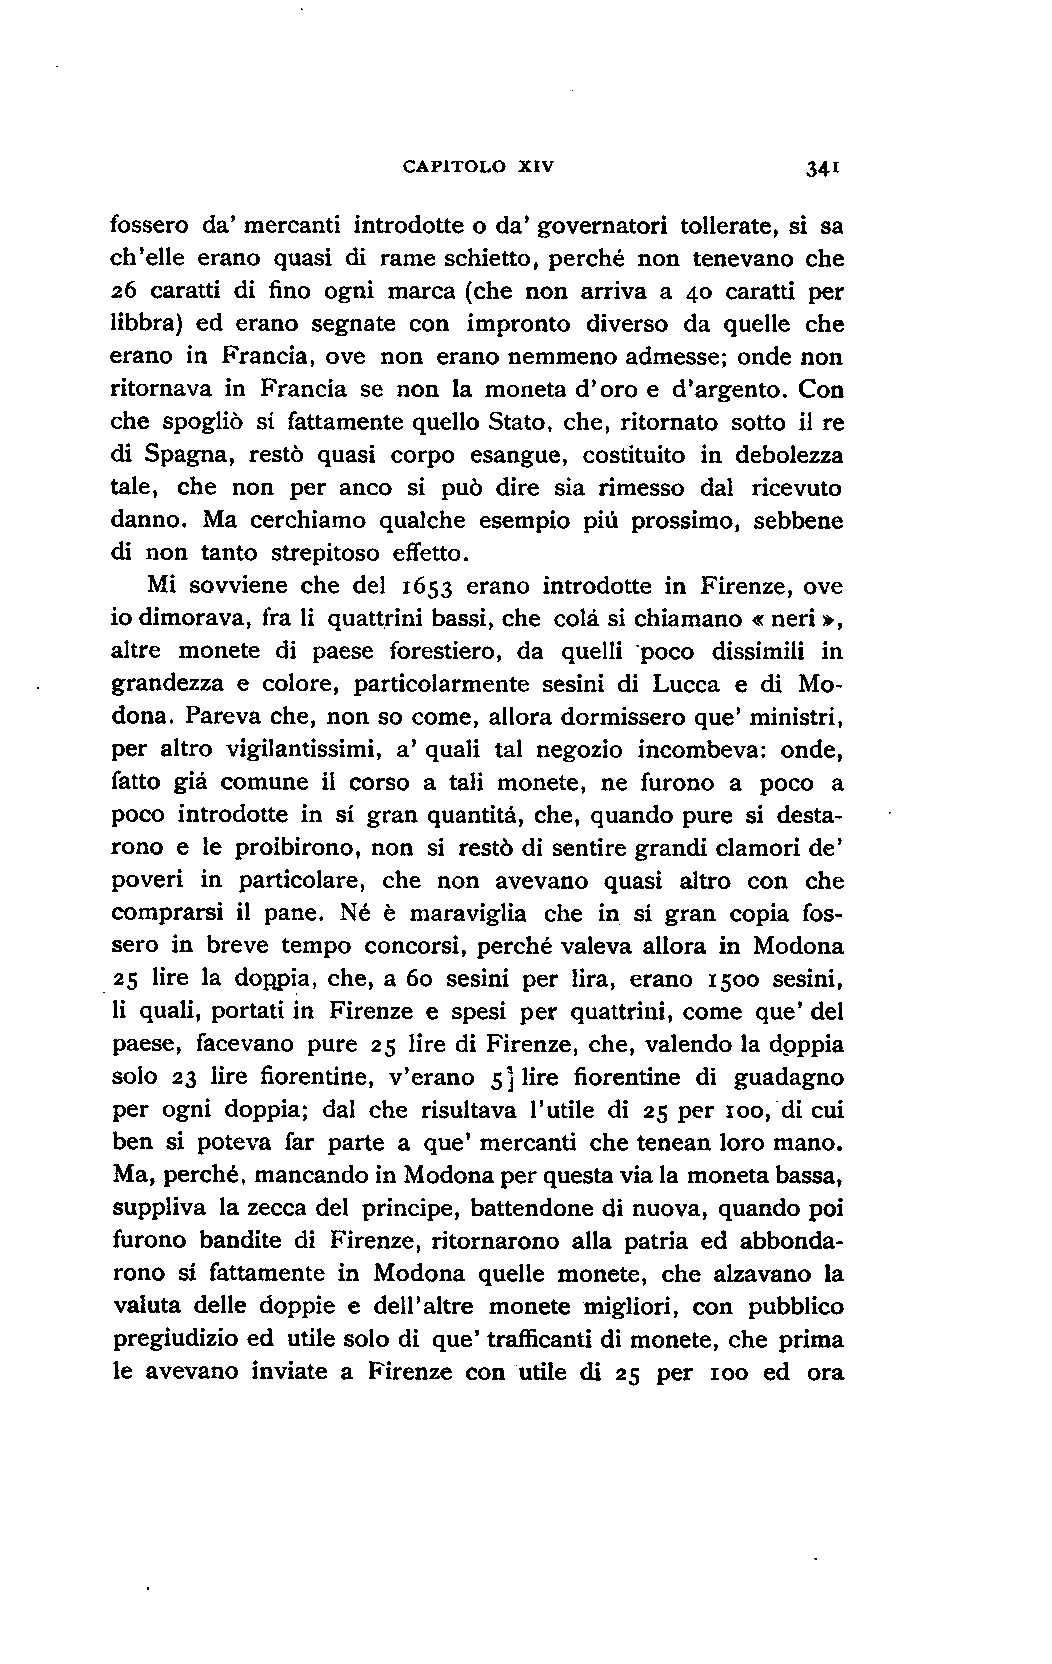 CAPITOLO XIV 341
fossero da' mercanti introdotte o da' governatori tollerate, si sa
ch'elle erano quasi di rame schietto, perché non tenevano che
26 caratti di fino ogni marca (che non arriva a 40 caratti per
libbra) ed erano segnate con impronto diverso da quelle che
erano in Francia, ove non erano nemmeno admesse; onde non
ritornava in Francia se non la moneta d'oro e d'argento. Con
che spogliò sí fattamente quello Stato, che, ritornato sotto il re
di Spagna, restò quasi corpo esangue, costituito in debolezza
tale, che non per anco si può dire sia rimesso dal ricevuto
danno. Ma cerchiamo qualche esempio piú prossimo, sebbene
di non tanto strepitoso effetto.
Mi sovviene che del 1653 erano introdotte in Firenze, ove
io dimorava, fra li quattrini bassi, che colá si chiamano « neri »,
altre monete di paese forestiero, da quelli poco dissimili in
grandezza e colore, particolarmente sesini di Lucca e di Mo-
dona. Pareva che, non so come, allora dormissero que' ministri,
per altro vigilantissimi, a' quali tal negozio incombeva: onde,
fatto giá comune il corso a tali monete, ne furono a poco a
poco introdotte in sí gran quantitá, che, quando pure si desta-
rono e le proibirono, non si restò di sentire grandi clamori de'
poveri in particolare, che non avevano quasi altro con che
comprarsi il pane. Né è maraviglia che in sí gran copia fos-
sero in breve tempo concorsi, perché valeva allora in Modona
25 lire la doppia, che, a 60 sesini per lira, erano 1500 sesini,
li quali, portati in Firenze e spesi per quattrini, come que' del
paese, facevano pure 25 lire di Firenze, che, valendo la doppia
solo 23 lire fiorentine, v'erano 5 lire fiorentine di guadagno
per ogni doppia; dal che risultava l'utile di 25 per 100, di cui
ben si poteva far parte a que' mercanti che tenean loro mano.
Ma, perché, mancando in Modona per questa via la moneta bassa,
suppliva la zecca del principe, battendone di nuova, quando poi
furono bandite di Firenze, ritornarono alla patria ed abbonda-
rono sí fattamente in Modona quelle monete, che alzavano la
valuta delle doppie e dell'altre monete migliori, con pubblico
pregiudizio ed utile solo di que' trafficanti di monete, che prima
le avevano inviate a Firenze con utile di 25 per 100 ed ora